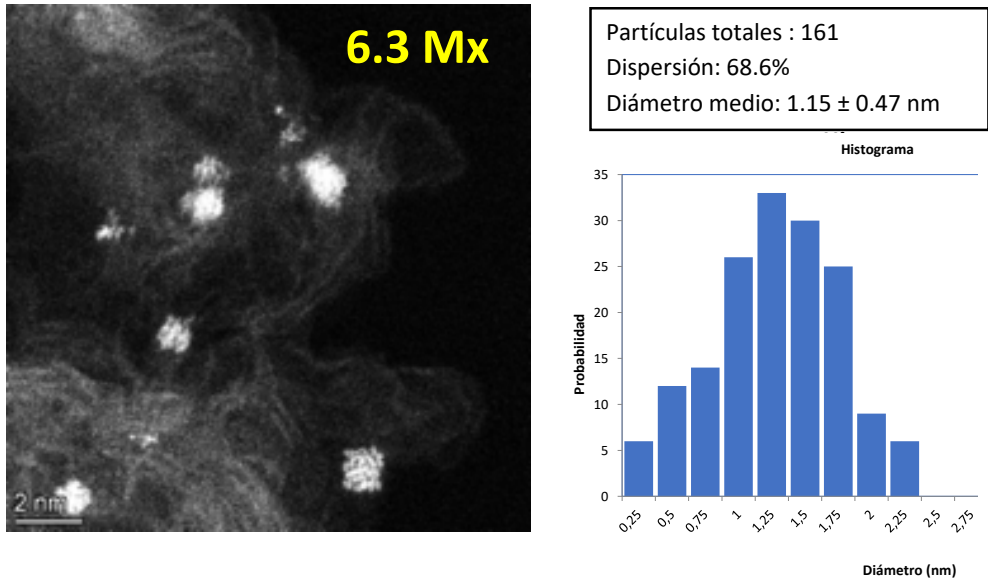 6.3 Mx
2 nm
Partículas totales : 161
Dispersión: 68.6%
Diámetro medio: 1.15 ± 0.47 nm
Histograma
Probabilidad
35
30
25
20
15
10
5
0
0,25 0,5 0,75 1 1,25 1,5 1,75 2 2,25 2,5 2,75
Diámetro (nm)